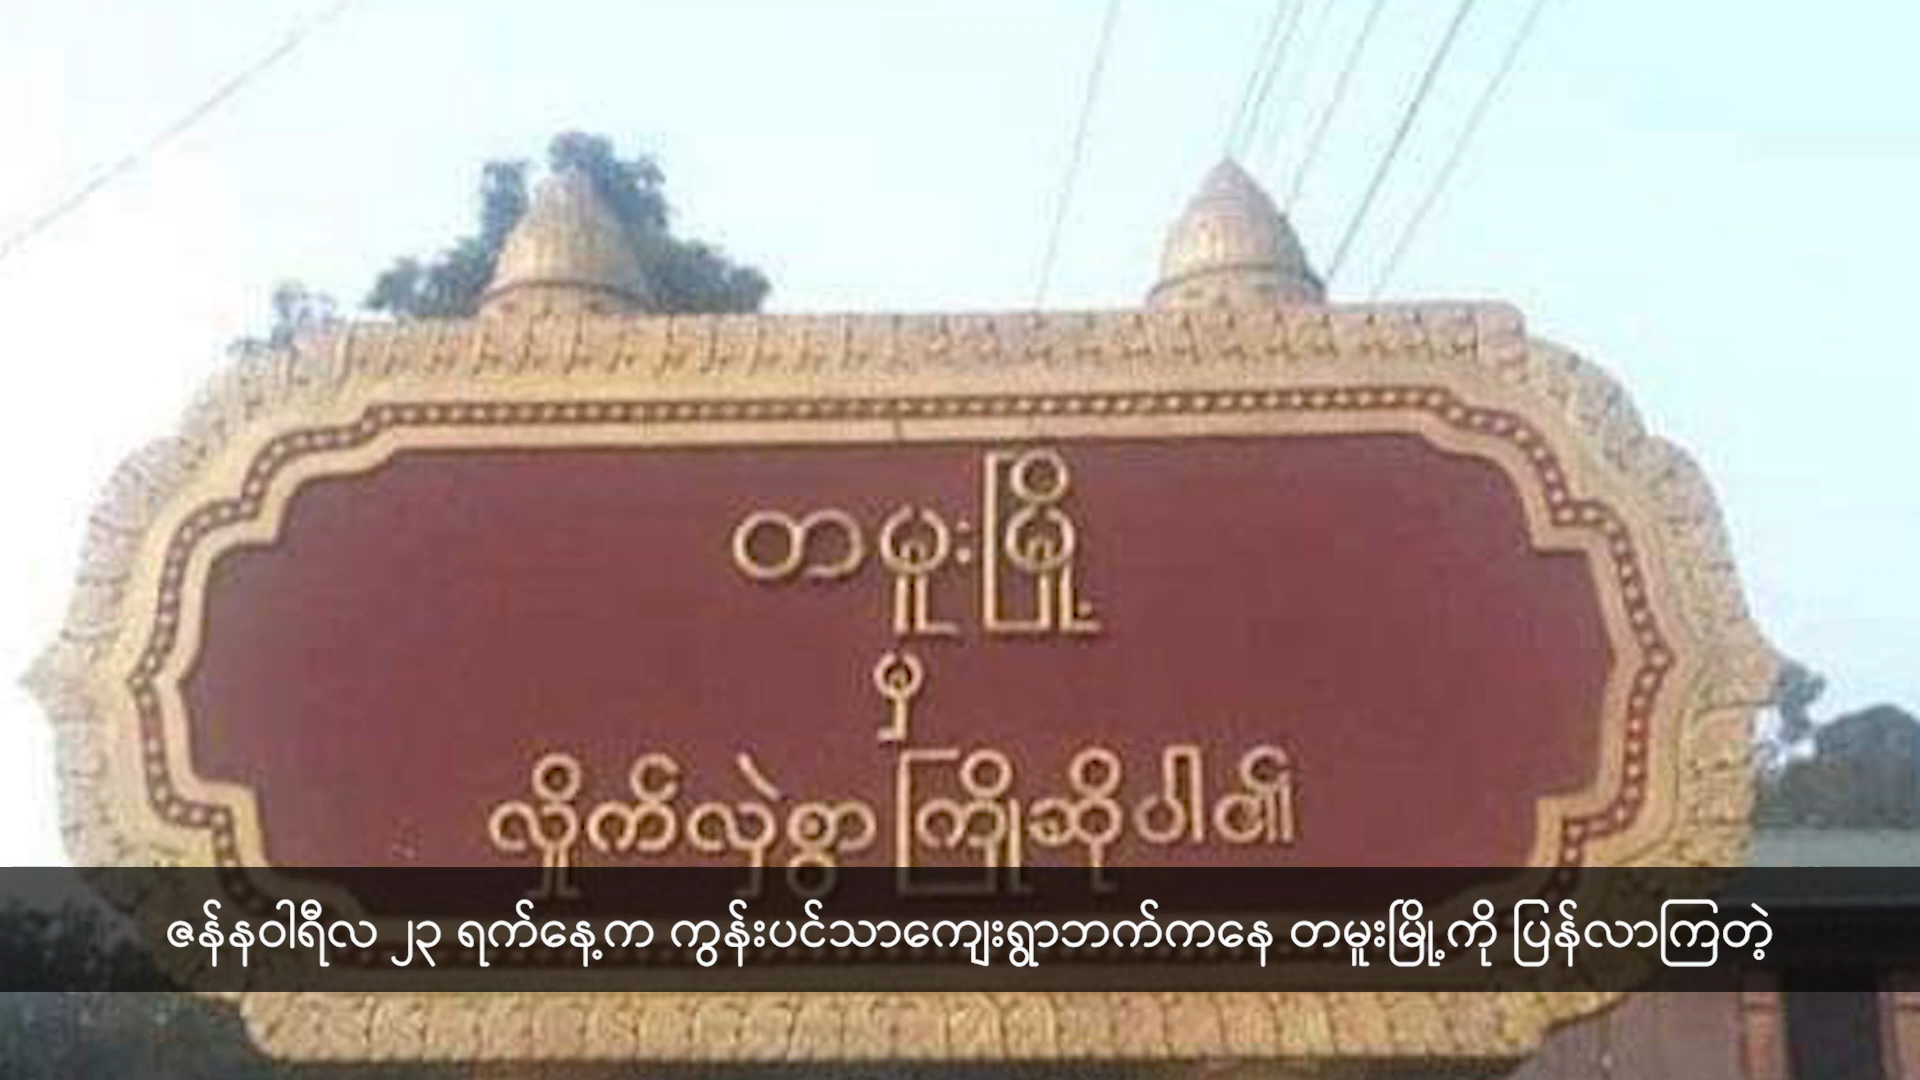 တမူးမြို့
မှ
လှိုက်လှဲစွာ ကြိုဆိုပါ၏
ဇန်နဝါရီလ ၂၃ ရက်နေ့က ကွန်းပင်သာကျေးရွာဘက်ကနေ တမူးမြို့ကို ပြန်လာကြတဲ့